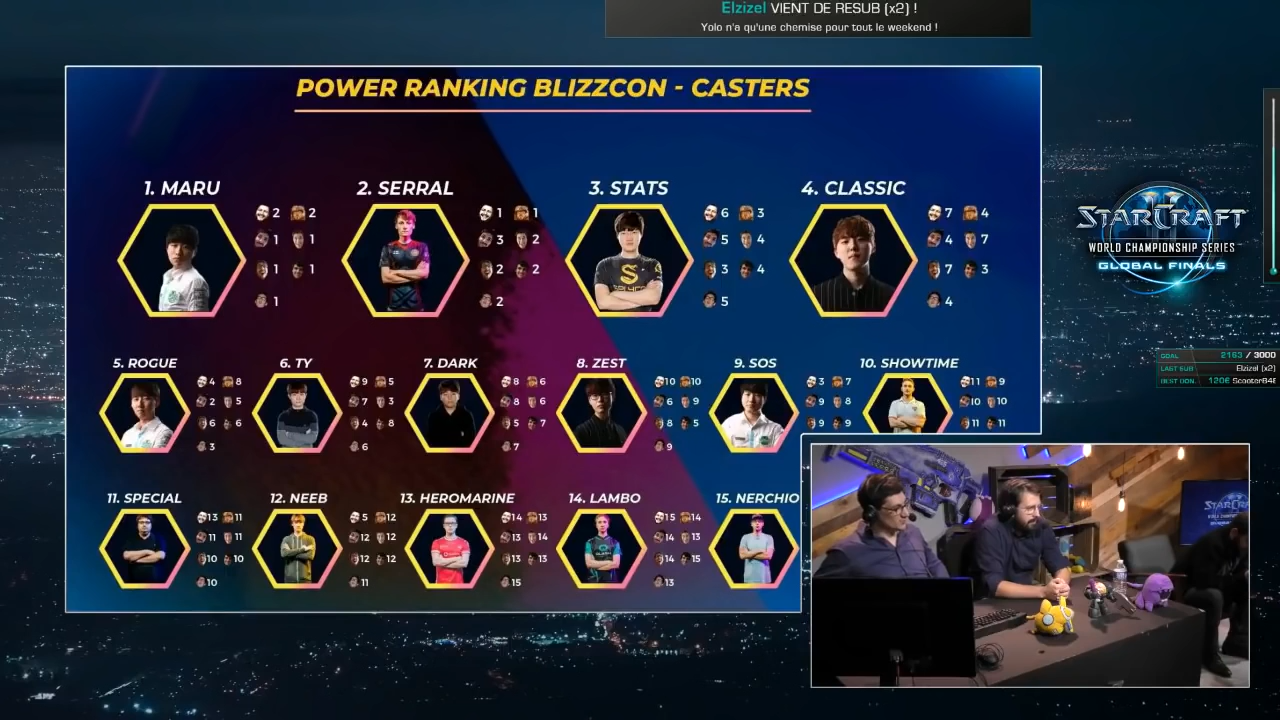 Elzizel VIENT DE RESUB (x2) !
Yolo n'a qu'une chemise pour tout le weekend !
POWER RANKING BLIZZCON - CASTERS
1. MARU
2. SERRAL
3. STATS
4. CLASSIC
2 2
1 1
1 1
1
1 1
3 2
2 2
2
6 3
5 4
3 4
5
7 4
4 7
7 3
4
STARCRAFT
II
WORLD CHAMPIONSHIP SERIES
GLOBAL FINALS
GOAL 2163 / 3000
LAST SUB Elzizel (x2)
BEST DON. 120€ ScooterB4E
5. ROGUE
6. TY
7. DARK
8. ZEST
9. SOS
10. SHOWTIME
4 8
2 5
6 6
3
9 5
7 3
4 8
6
8 6
8 6
5 7
7
10 10
6 9
8 5
9
3 7
9 8
9 9
11 9
10 10
11 11
11. SPECIAL
12. NEEB
13. HEROMARINE
14. LAMBO
15. NERCHIO
13 11
11 11
10 10
10
5 12
12 12
12 12
11
14 13
13 14
13 13
15
15 14
14 13
14 15
13
STARCRAFT